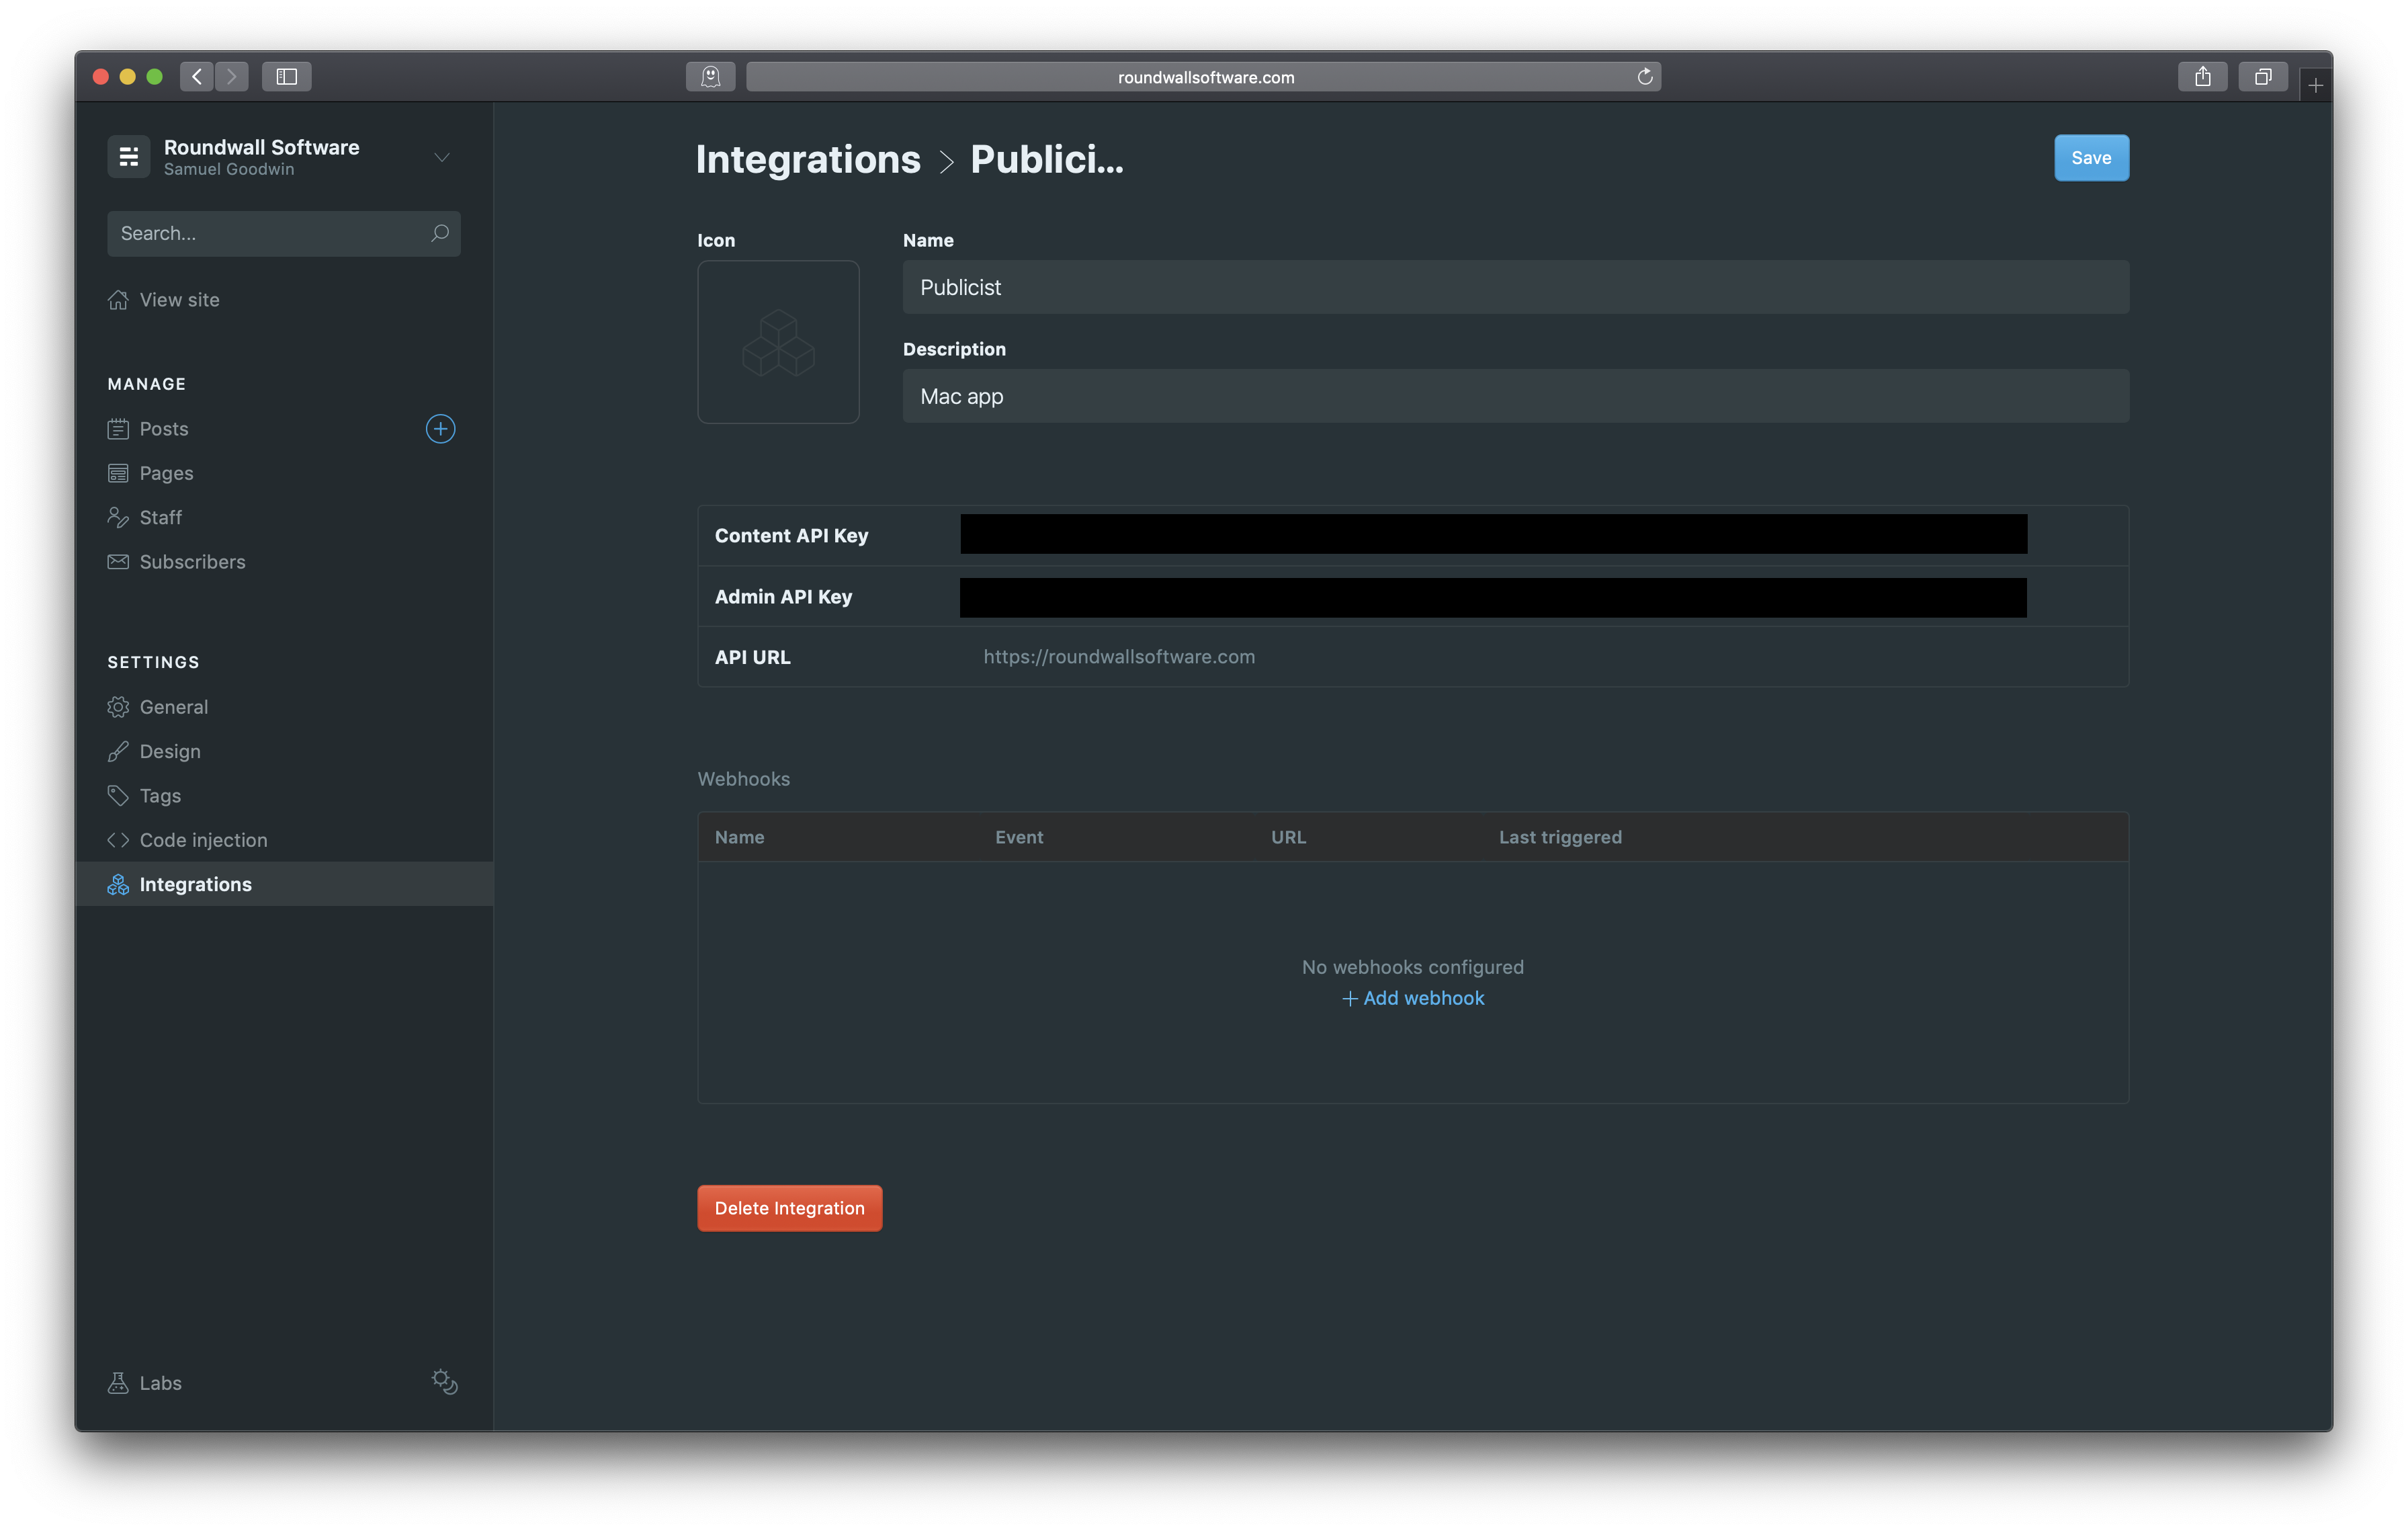 roundwallsoftware.com
Roundwall Software
Samuel Goodwin
Search...
View site
MANAGE
Posts
Pages
Staff
Subscribers
SETTINGS
General
Design
Tags
Code injection
Integrations
Labs
Integrations > Publici...
Save
Icon
Name
Publicist
Description
Mac app
Content API Key
Admin API Key
API URL https://roundwallsoftware.com
Webhooks
Name Event URL Last triggered
No webhooks configured
+ Add webhook
Delete Integration